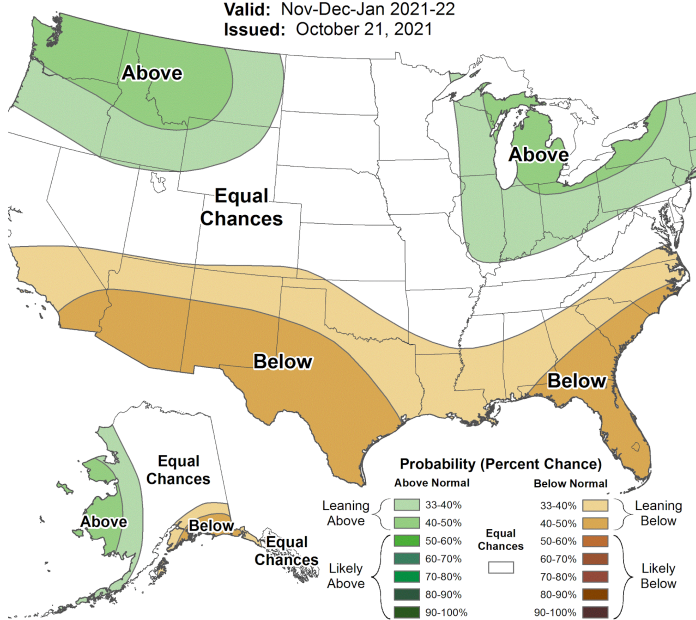 Valid: Nov-Dec-Jan 2021-22
Issued: October 21, 2021
Above
Above
Equal
Chances
Below
Below
Equal
Chances
Above
Below
Equal
Chances
Probability (Percent Chance)
Above Normal
Below Normal
Leaning
Above
33-40%
40-50%
Likely
Above
50-60%
60-70%
70-80%
80-90%
90-100%
Equal
Chances
33-40%
40-50%
Leaning
Below
50-60%
60-70%
70-80%
80-90%
90-100%
Likely
Below